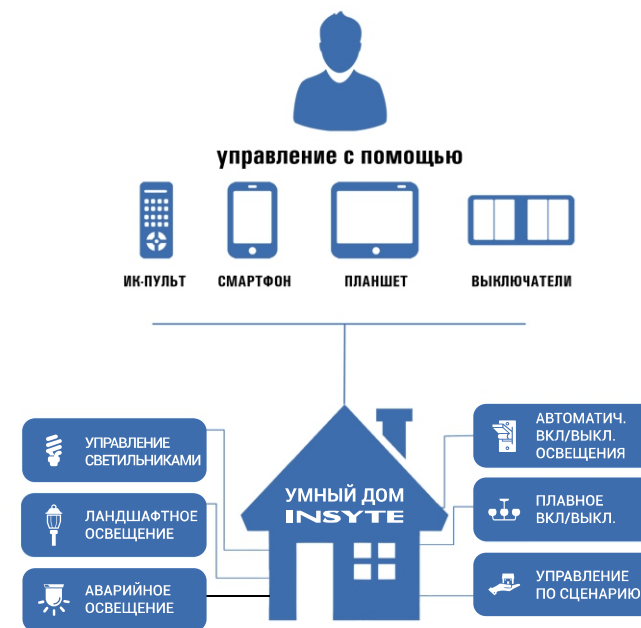 управление с помощью
ИК-ПУЛЬТ
СМАРТФОН
ПЛАНШЕТ
ВЫКЛЮЧАТЕЛИ
УПРАВЛЕНИЕ
СВЕТИЛЬНИКАМИ
ЛАНДШАФТНОЕ
ОСВЕЩЕНИЕ
АВАРИЙНОЕ
ОСВЕЩЕНИЕ
УМНЫЙ ДОМ
INSYTE
АВТОМАТИЧ.
ВКЛ/ВЫКЛ.
ОСВЕЩЕНИЯ
ПЛАВНОЕ
ВКЛ/ВЫКЛ.
УПРАВЛЕНИЕ
ПО СЦЕНАРИЮ